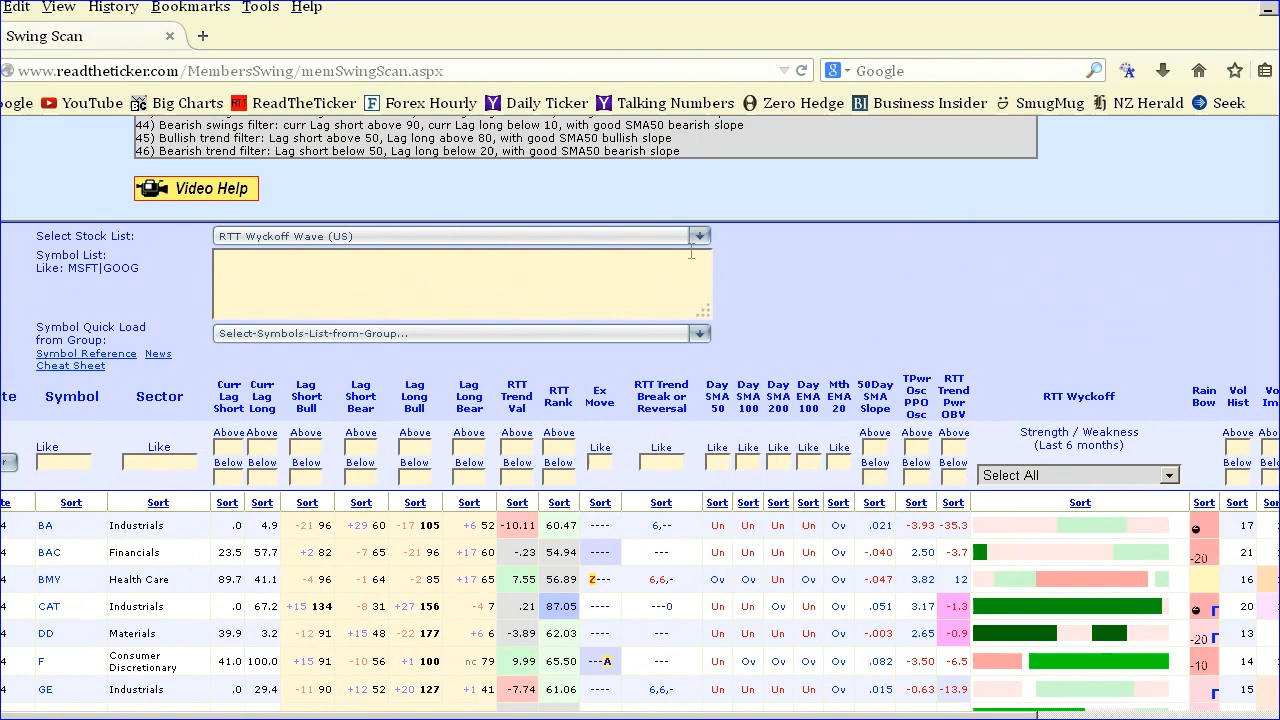 Edit View History Bookmarks Tools Help
Swing Scan × +
www.readtheticker.com/MembersSwing/memSwingScan.aspx
8 Google
oogle YouTube Big Charts RTT ReadTheTicker F Forex Hourly Y Daily Ticker Y Talking Numbers Zero Hedge BI Business Insider SmugMug NZ Herald Seek
44) Bearish swings filter: curr Lag short above 90, curr Lag long below 10, with good SMA50 bearish slope
45) Bullish trend filter: Lag short above 50, Lag long above 80, with good SMA50 bullish slope
46) Bearish trend filter: Lag short below 50, Lag long below 20, with good SMA50 bearish slope
Video Help
Select Stock List: RTT Wyckoff Wave (US)
Symbol List:
Like: MSFT|GOOG
Symbol Quick Load
from Group: Select-Symbols-List-from-Group...
Symbol Reference News
Cheat Sheet
te Symbol Sector Curr Lag Short Curr Lag Long Lag Short Bull Lag Short Bear Lag Long Bull Lag Long Bear RTT Trend Val RTT Rank Ex Move RTT Trend Break or Reversal Day SMA 50 Day SMA 100 Day SMA 200 Day EMA 100 Mth EMA 20 50Day SMA Slope TPwr Osc PPO Osc RTT Trend Pwr OBV RTT Wyckoff Rain Bow Vol Hist Vol Im
Above Above Above Above Above Above Above Above Above Above Above Strength / Weakness Above Abo
Like Like Like Like Like Like Like Like Like (Last 6 months)
r Below Below Below Below Below Below Below Below Below Below Below Select All Below Bel
te Sort Sort Sort Sort Sort Sort Sort Sort Sort Sort Sort Sort Sort Sort Sort Sort Sort Sort Sort Sort Sort Sort Sort Sor
4 BA Industrials .0 4.9 -21 96 +29 60 -17 105 +6 52 -10.11 60.47 ---- 6,-- Un Un Un Un Ov .021 -3.93 -35.3 17
4 BAC Financials 23.5 57.7 +2 82 -7 65 -21 96 +17 60 -.23 54.94 ---- --- Un Un Un Un Ov -.040 2.50 -3.7 -20 21
4 BMY Health Care 89.7 41.1 -4 96 -1 64 -2 85 +17 65 7.55 56.89 Z--- 6,6,- Ov Ov Un Un Ov -.047 3.82 12 16
4 CAT Industrials .0 67.2 +15 134 -8 31 +27 156 -4 7 .21 87.05 ---- ---0 Un Un Ov Un Ov .051 3.17 -1.3 20
4 DD Materials 39.9 3.2 -12 91 +15 48 -22 177 +6 6 -3.89 62.03 ---- --- Un Un Un Un Ov -.003 2.65 -0.9 -20 13
4 F Consumer Discretionary 41.0 100.0 +15 91 -10 56 +1 100 79 9.99 65.50 ---A --- Un Ov Ov Ov Ov .082 -3.50 -6.5 -10 14
4 GE Industrials .0 29.4 -11 90 +12 52 +20 127 +1 41 -7.74 61.06 ---- 6,6,- Un Un Un Un Ov .015 -0.63 -13.9 15